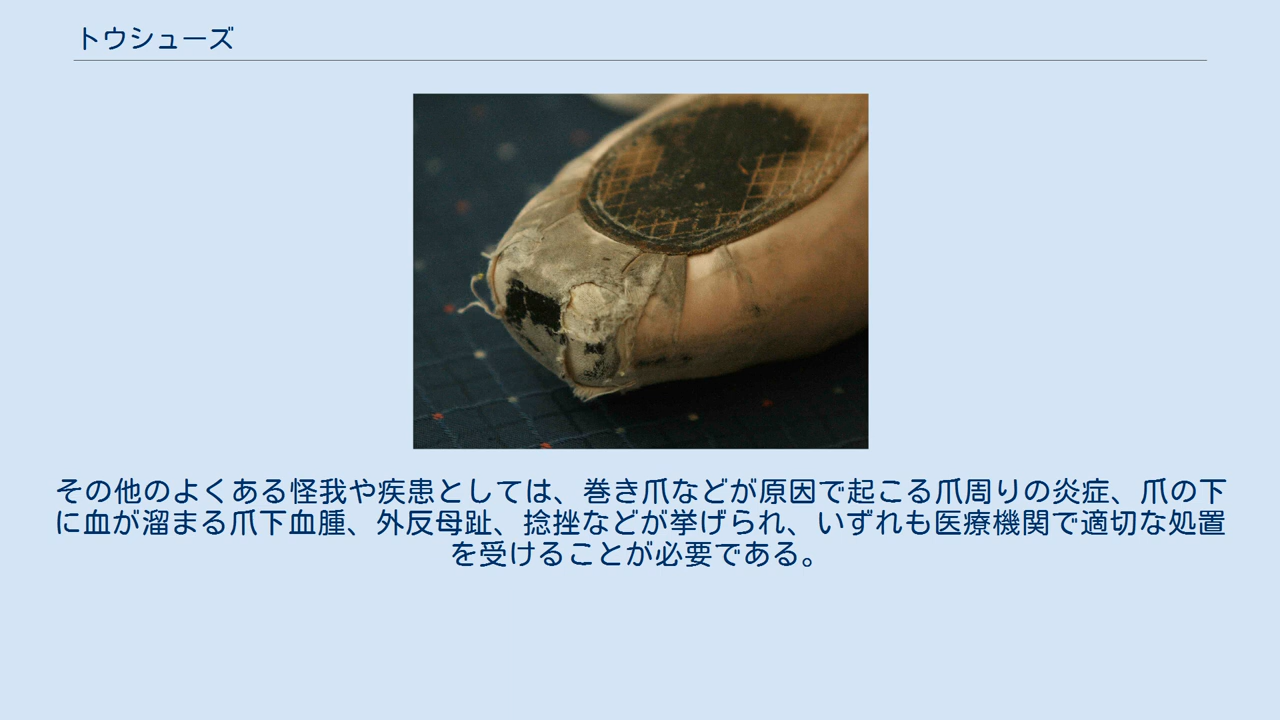 トウシューズ
その他のよくある怪我や疾患としては、巻き爪などが原因で起こる爪周りの炎症、爪の下
に血が溜まる爪下血腫、外反母趾、捻挫などが挙げられ、いずれも医療機関で適切な処置
を受けることが必要である。